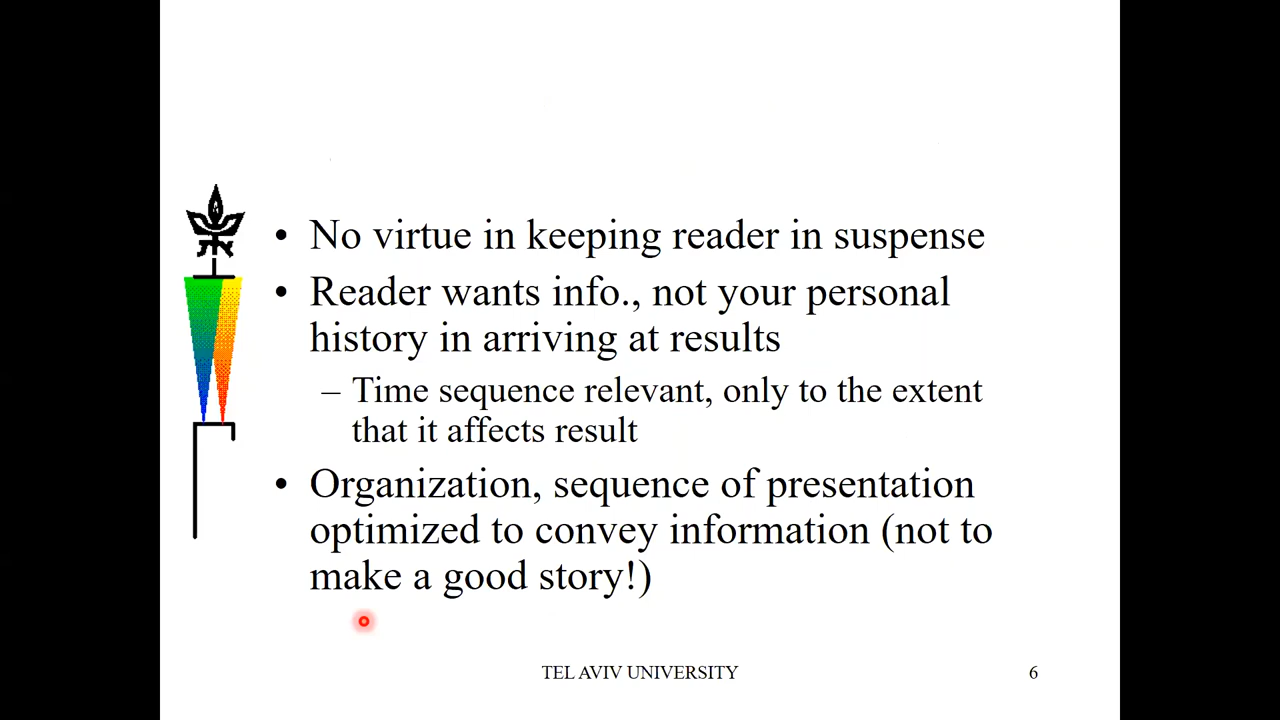 • No virtue in keeping reader in suspense
• Reader wants info., not your personal
history in arriving at results
– Time sequence relevant, only to the extent
that it affects result
• Organization, sequence of presentation
optimized to convey information (not to
make a good story!)
TEL AVIV UNIVERSITY
6